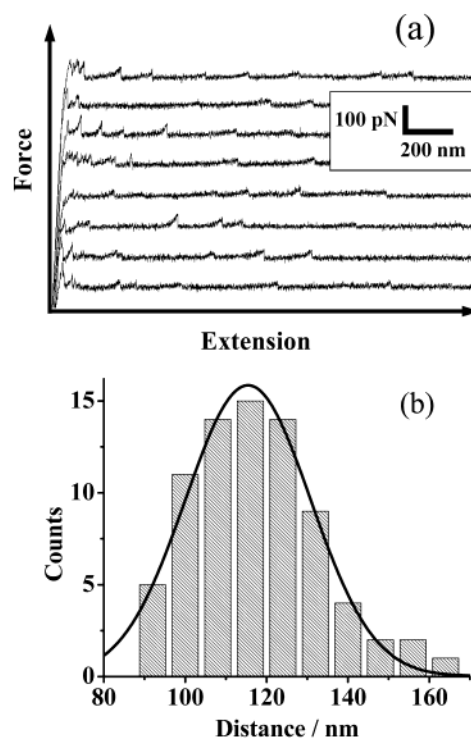 (a)
Force
100 pN
200 nm
Extension
(b)
15
10
5
0
Counts
80 100 120 140 160
Distance / nm